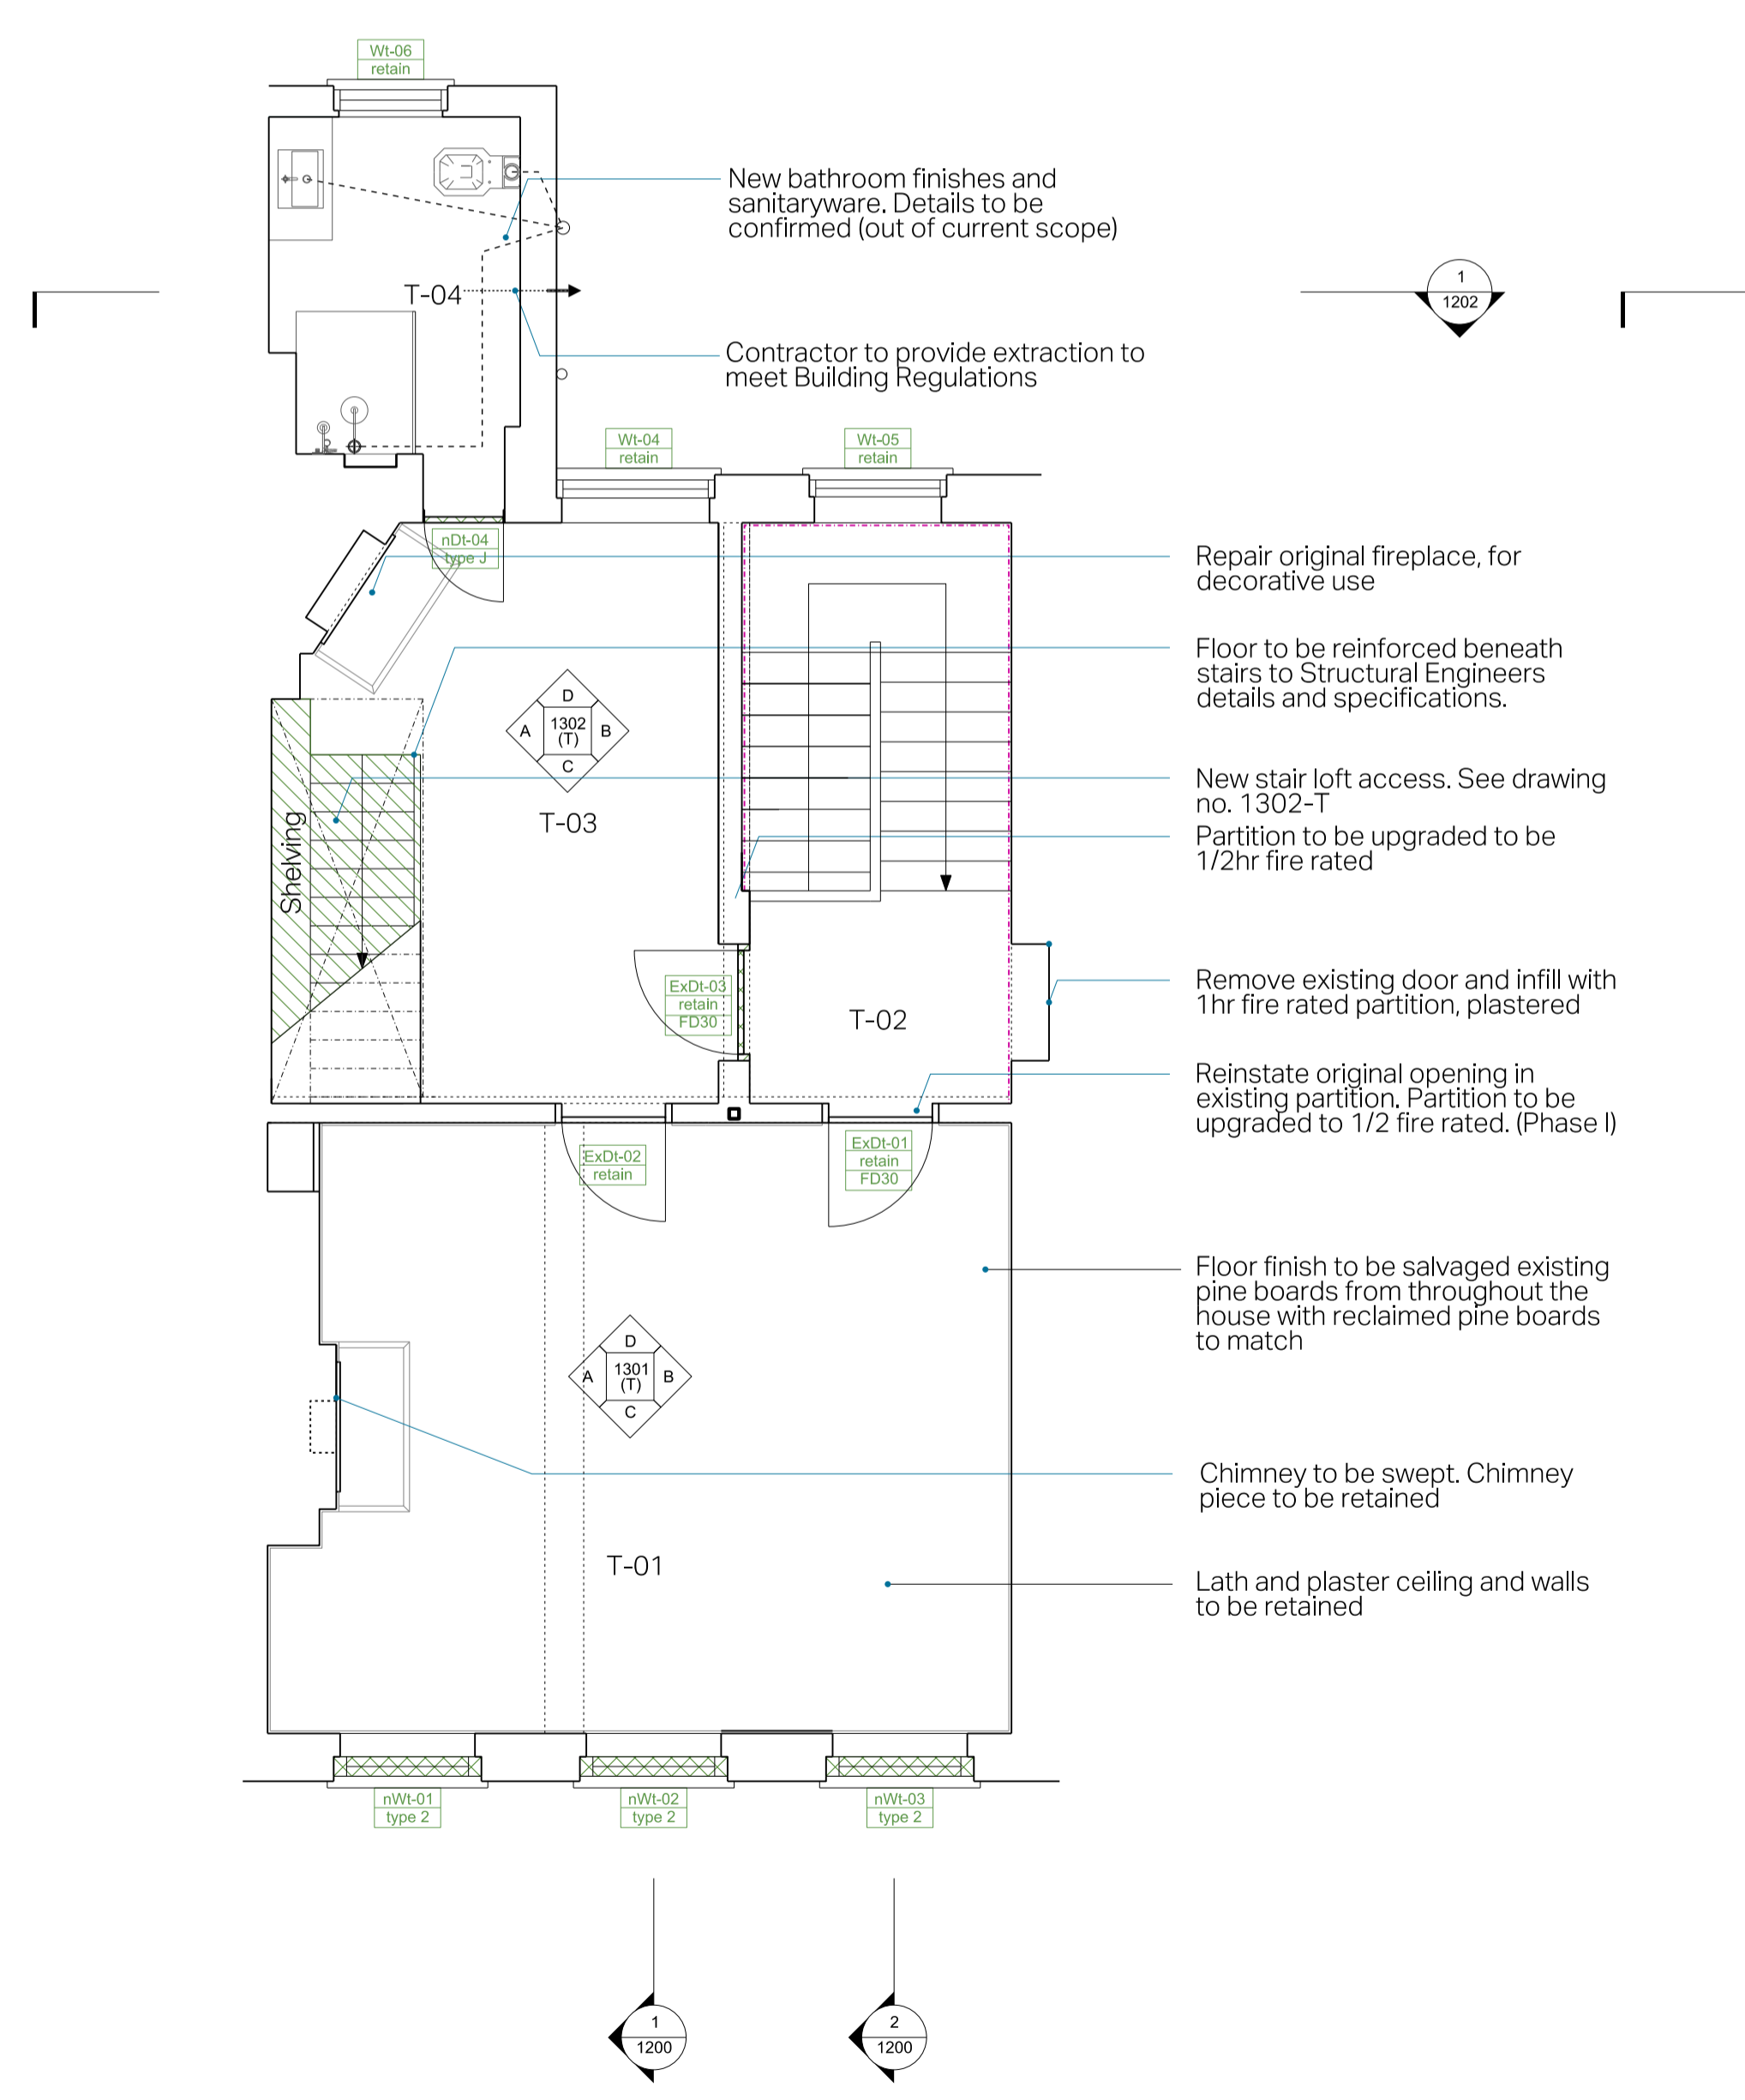 Wt-06
retain
New bathroom finishes and
sanitaryware. Details to be
confirmed (out of current scope)
T-04
1
1202
Contractor to provide extraction to
meet Building Regulations
Wt-04
retain
Wt-05
retain
nDt-04
type J
Repair original fireplace, for
decorative use
Floor to be reinforced beneath
stairs to Structural Engineers
details and specifications.
D
A
1302
(T)
B
C
T-03
Shelving
New stair loft access. See drawing
no. 1302-T
Partition to be upgraded to be
1/2hr fire rated
ExDt-03
retain
FD30
T-02
Remove existing door and infill with
1hr fire rated partition, plastered
Reinstate original opening in
existing partition. Partition to be
upgraded to 1/2 fire rated. (Phase I)
ExDt-02
retain
ExDt-01
retain
FD30
Floor finish to be salvaged existing
pine boards from throughout the
house with reclaimed pine boards
to match
D
A
1301
(T)
B
C
Chimney to be swept. Chimney
piece to be retained
T-01
Lath and plaster ceiling and walls
to be retained
nWt-01
type 2
nWt-02
type 2
nWt-03
type 2
1
1200
2
1200